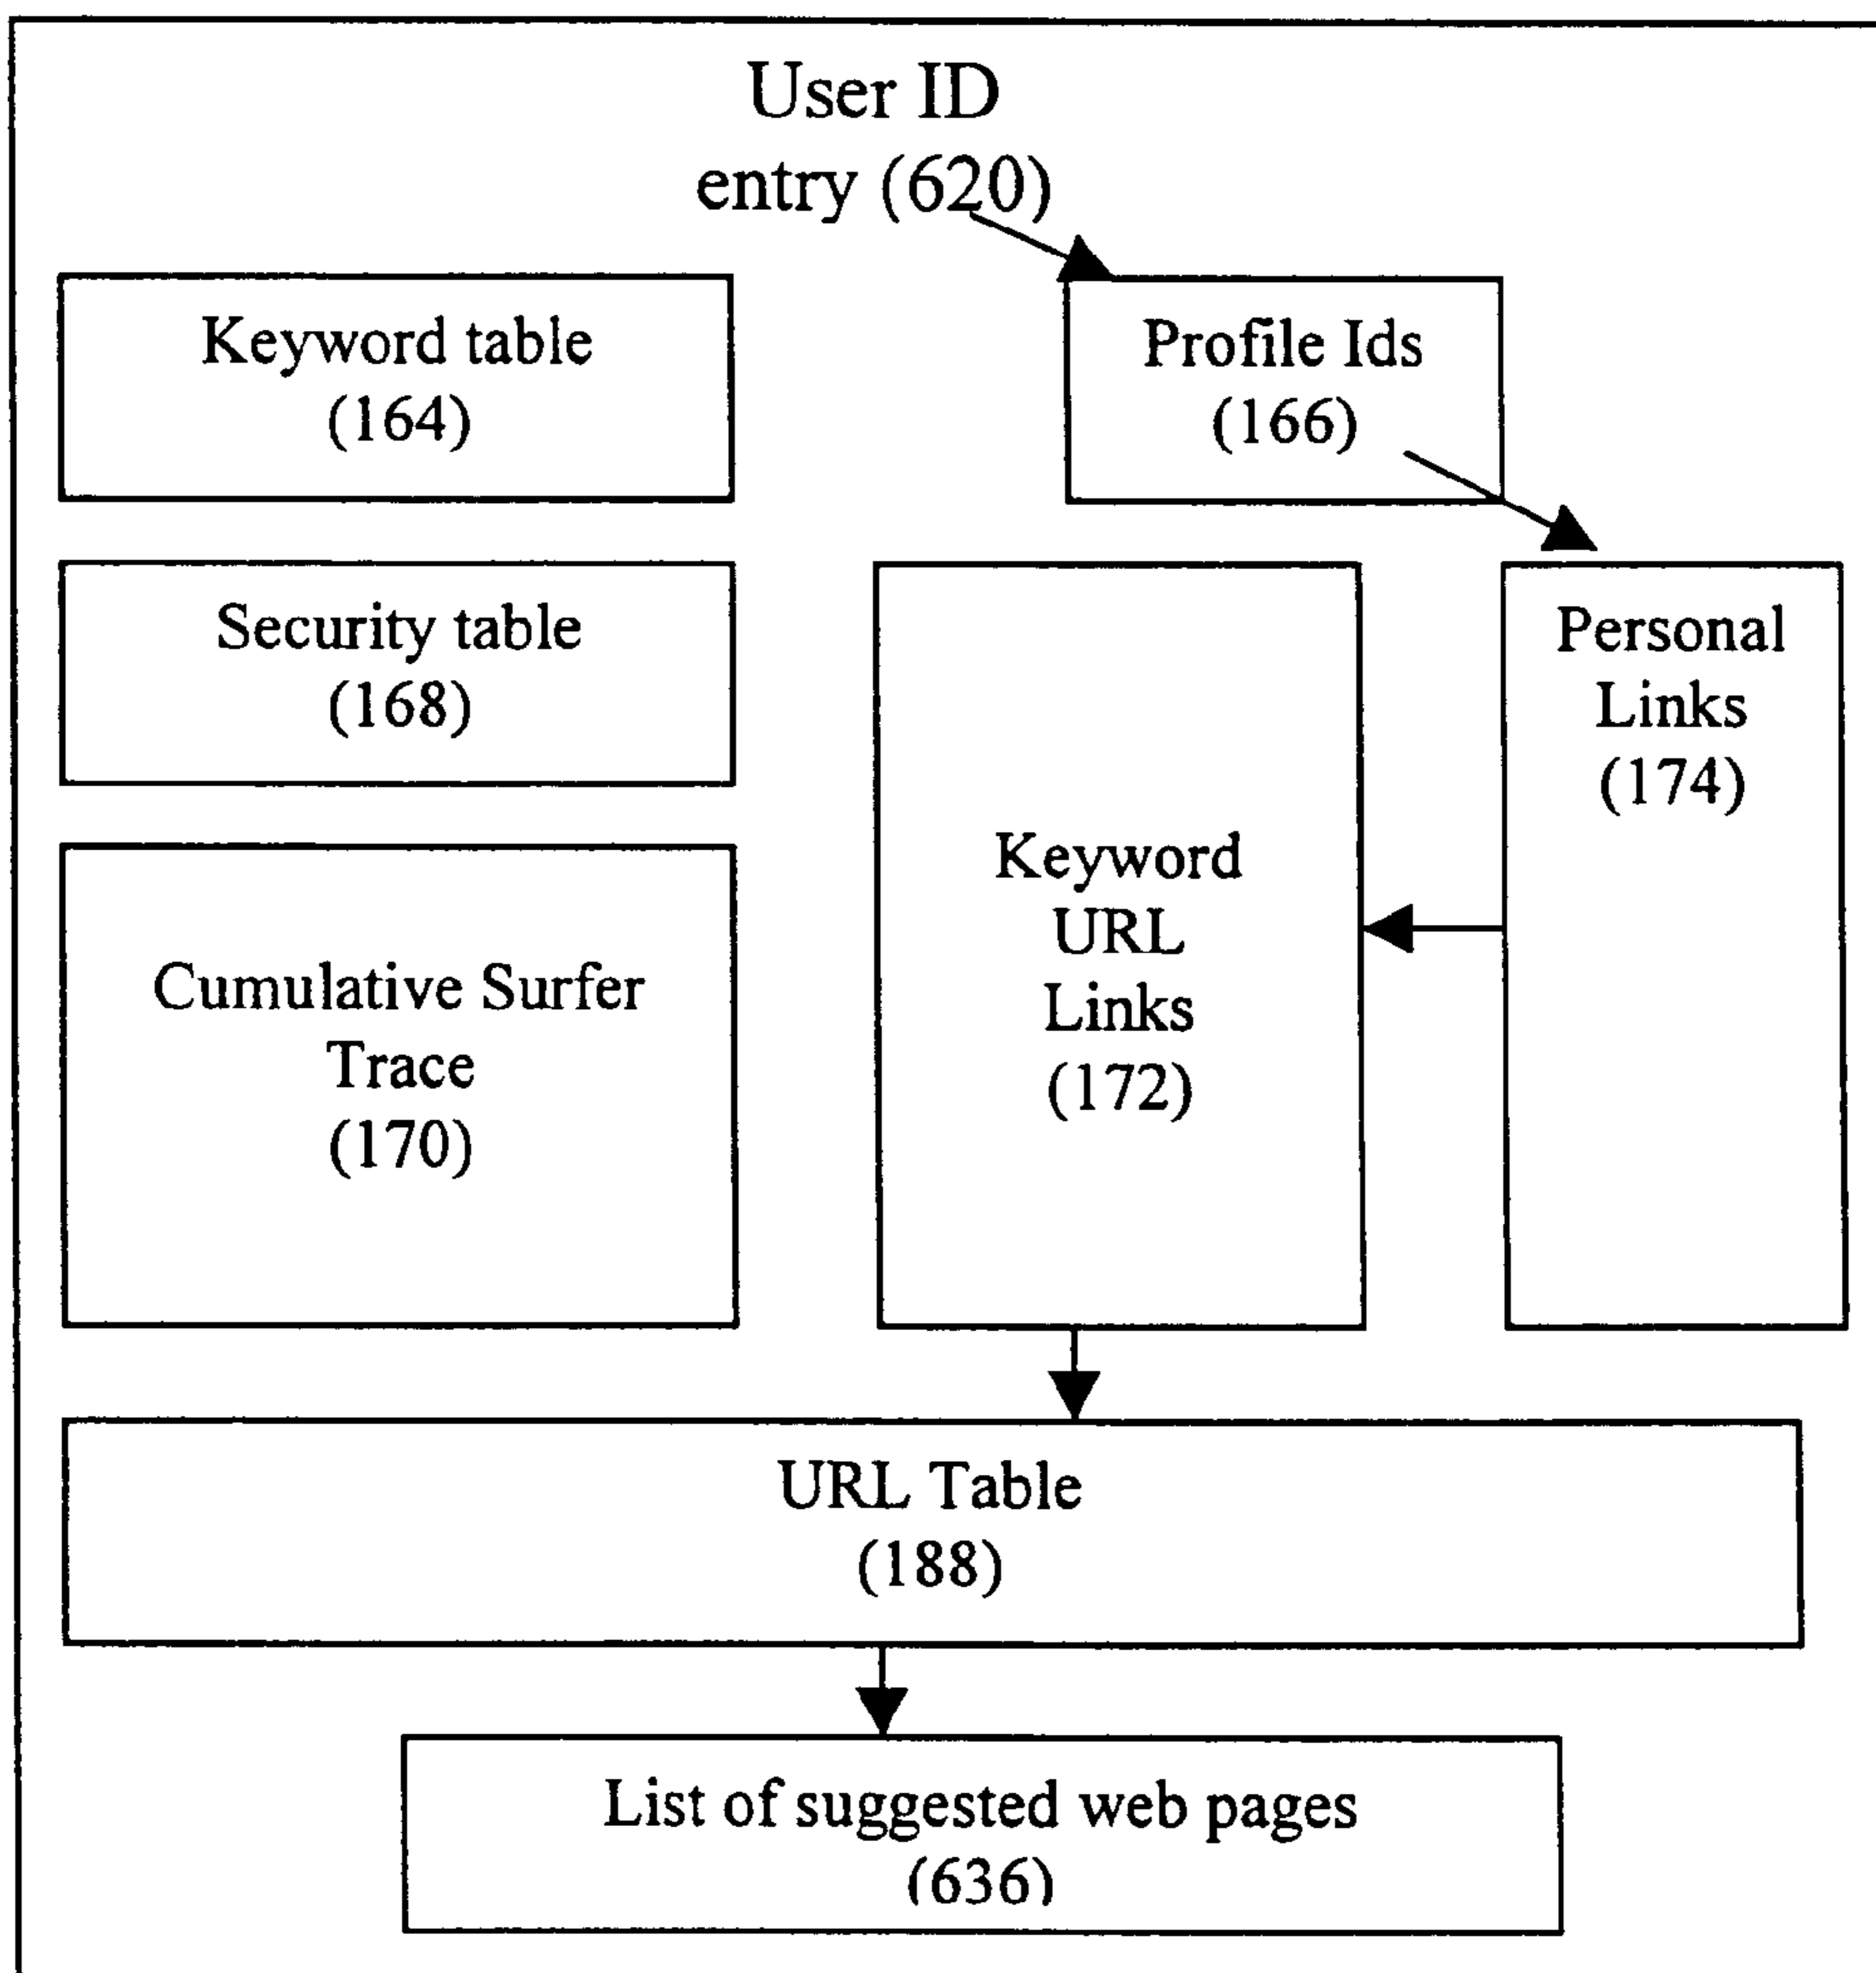 User ID
entry (620)
Keyword table
(164)
Profile Ids
(166)
Security table
(168)
Personal
Links
(174)
Keyword
URL
Links
(172)
Cumulative Surfer
Trace
(170)
URL Table
(188)
List of suggested web pages
(636)